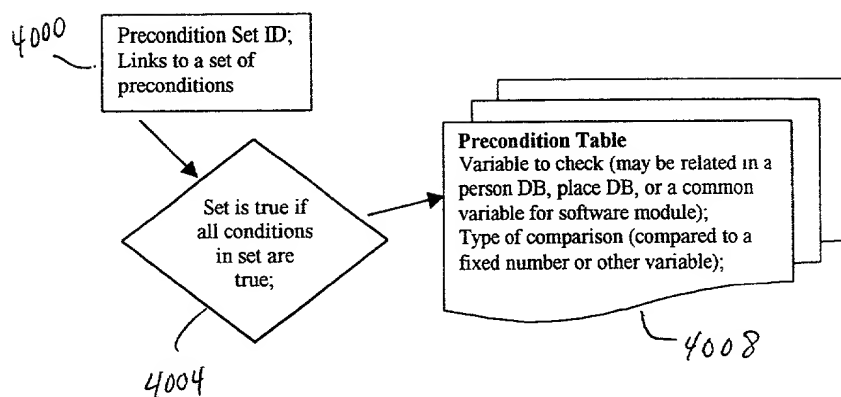 4000
Precondition Set ID;
Links to a set of
preconditions
Set is true if
all conditions
in set are
true;
4004
Precondition Table
Variable to check (may be related in a
person DB, place DB, or a common
variable for software module);
Type of comparison (compared to a
fixed number or other variable);
4008